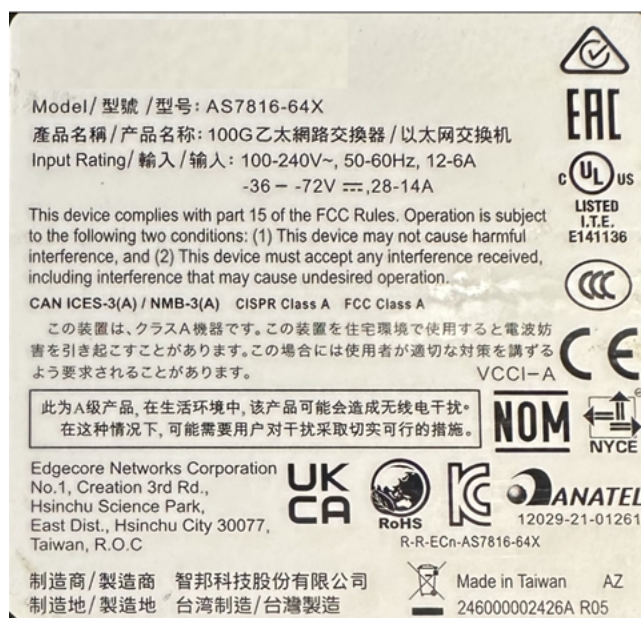 Model/型號 /型号: AS7816-64X
產品名稱/产品名称: 100G乙太網路交換器/以太网交换机
Input Rating/輸入/输入: 100-240V~, 50-60Hz, 12-6A
-36 − -72V ⎓,28-14A
This device complies with part 15 of the FCC Rules. Operation is subject
to the following two conditions: (1) This device may not cause harmful
interference, and (2) This device must accept any interference received,
including interference that may cause undesired operation.
CAN ICES-3(A) / NMB-3(A) CISPR Class A FCC Class A
この装置は、クラスA機器です。この装置を住宅環境で使用すると電波妨
害を引き起こすことがあります。この場合には使用者が適切な対策を講ずる
よう要求されることがあります。
VCCI-A
EAC
C UL US
LISTED
I.T.E.
E141136
CCC
CE
此为A级产品, 在生活环境中, 该产品可能会造成无线电干扰。
在这种情况下, 可能需要用户对干扰采取切实可行的措施。
NOM
NYCE
Edgecore Networks Corporation
No.1, Creation 3rd Rd.,
Hsinchu Science Park,
East Dist., Hsinchu City 30077,
Taiwan, R.O.C
UK
CA
RoHS
ANATEL
12029-21-01261
R-R-ECn-AS7816-64X
制造商/製造商 智邦科技股份有限公司
制造地/製造地 台湾制造/台灣製造
Made in Taiwan AZ
246000002426A R05